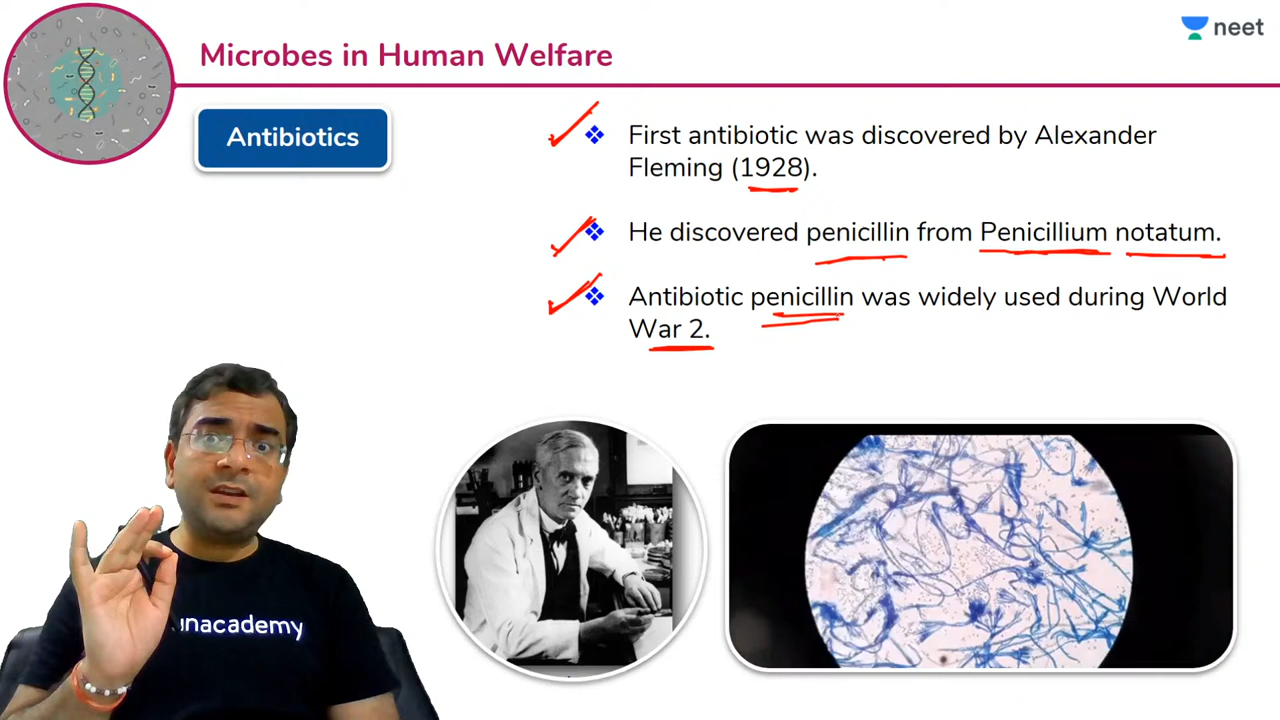 Microbes in Human Welfare
neet
Antibiotics
First antibiotic was discovered by Alexander
Fleming (1928).
He discovered penicillin from Penicillium notatum.
Antibiotic penicillin was widely used during World
War 2.
unacademy